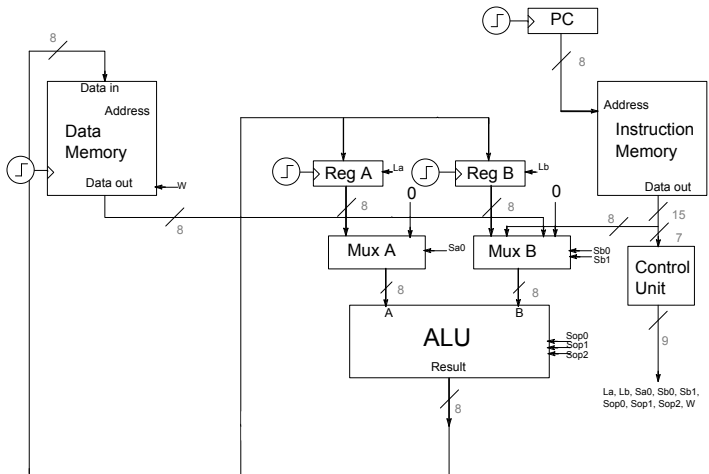 PC
8
8
Data in
Address
Data
Memory
Data out
W
8
Address
Instruction
Memory
Data out
15
7
8
Reg A
La
Reg B
Lb
8
0
8
0
Mux A
Sa0
Mux B
Sb0
Sb1
Control
Unit
8
8
9
A
B
ALU
Result
Sop0
Sop1
Sop2
8
La, Lb, Sa0, Sb0, Sb1,
Sop0, Sop1, Sop2, W